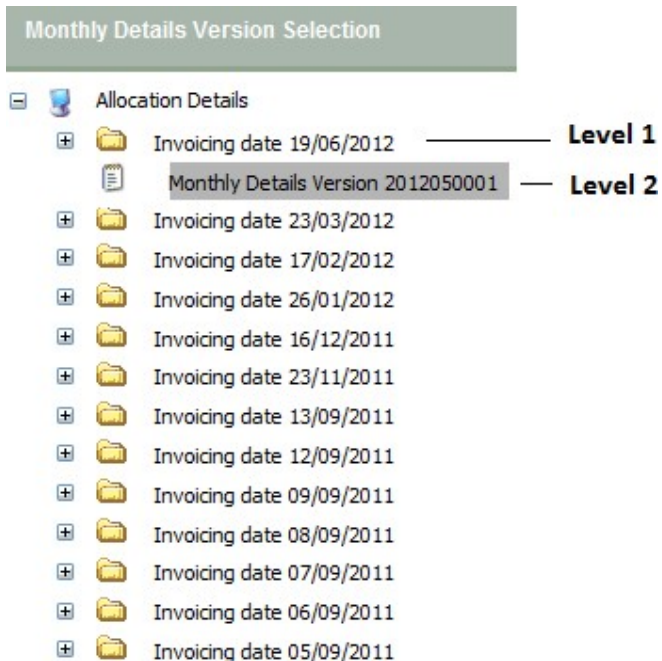 Monthly Details Version Selection
Allocation Details
Invoicing date 19/06/2012 Level 1
Monthly Details Version 2012050001 Level 2
Invoicing date 23/03/2012
Invoicing date 17/02/2012
Invoicing date 26/01/2012
Invoicing date 16/12/2011
Invoicing date 23/11/2011
Invoicing date 13/09/2011
Invoicing date 12/09/2011
Invoicing date 09/09/2011
Invoicing date 08/09/2011
Invoicing date 07/09/2011
Invoicing date 06/09/2011
Invoicing date 05/09/2011